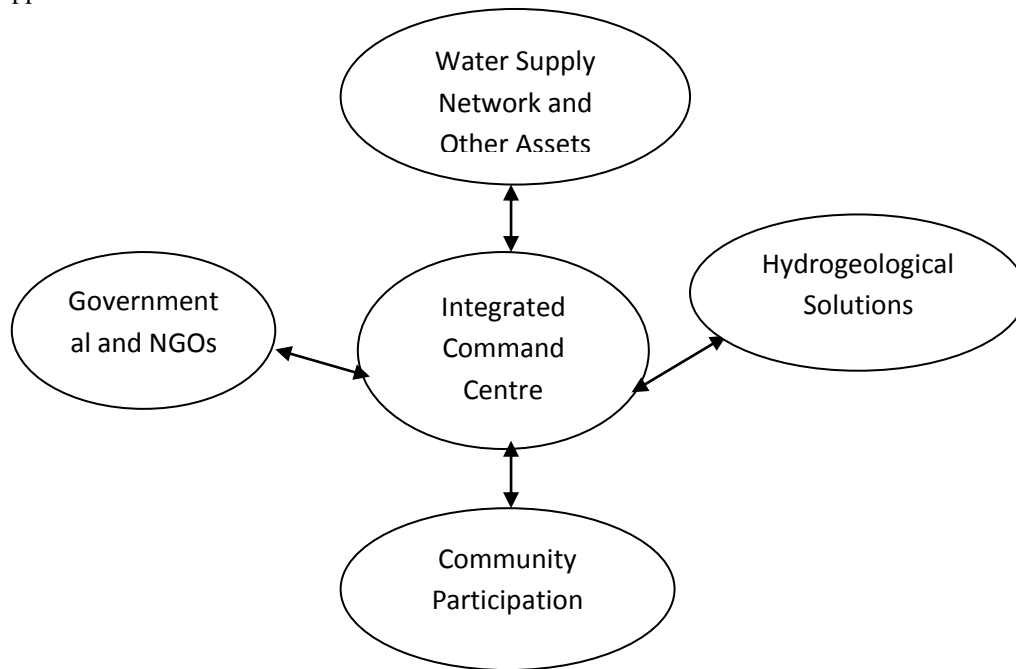 Water Supply
Network and
Other Assets
Hydrogeological
Solutions
Government
al and NGOs
Integrated
Command
Centre
Community
Participation